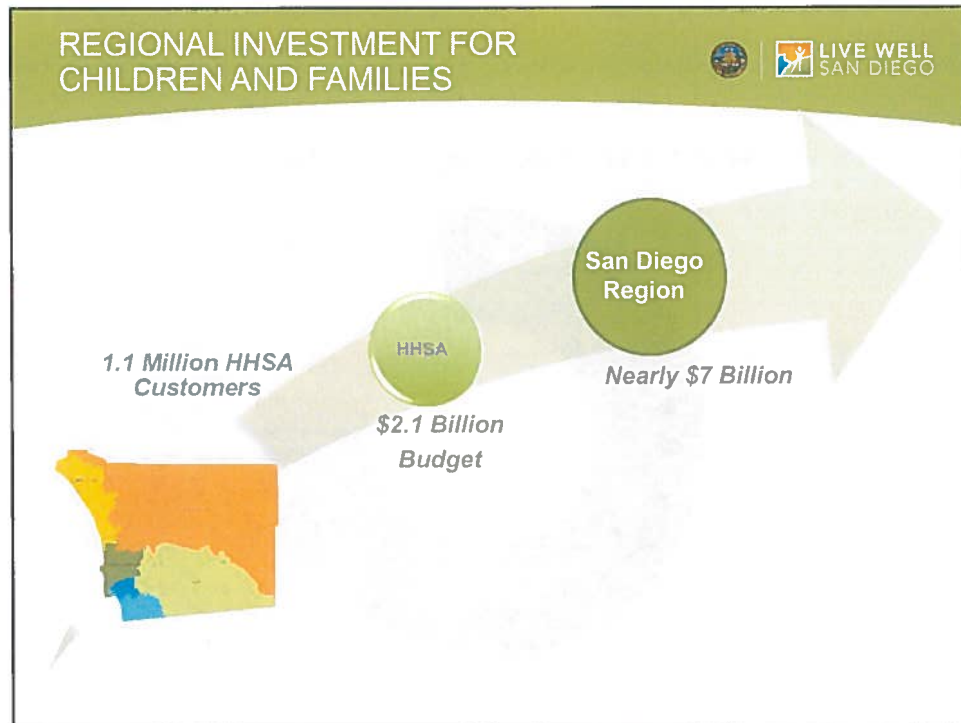 REGIONAL INVESTMENT FOR
CHILDREN AND FAMILIES
LIVE WELL
SAN DIEGO
San Diego
Region
HHSA
1.1 Million HHSA
Customers
Nearly $7 Billion
$2.1 Billion
Budget